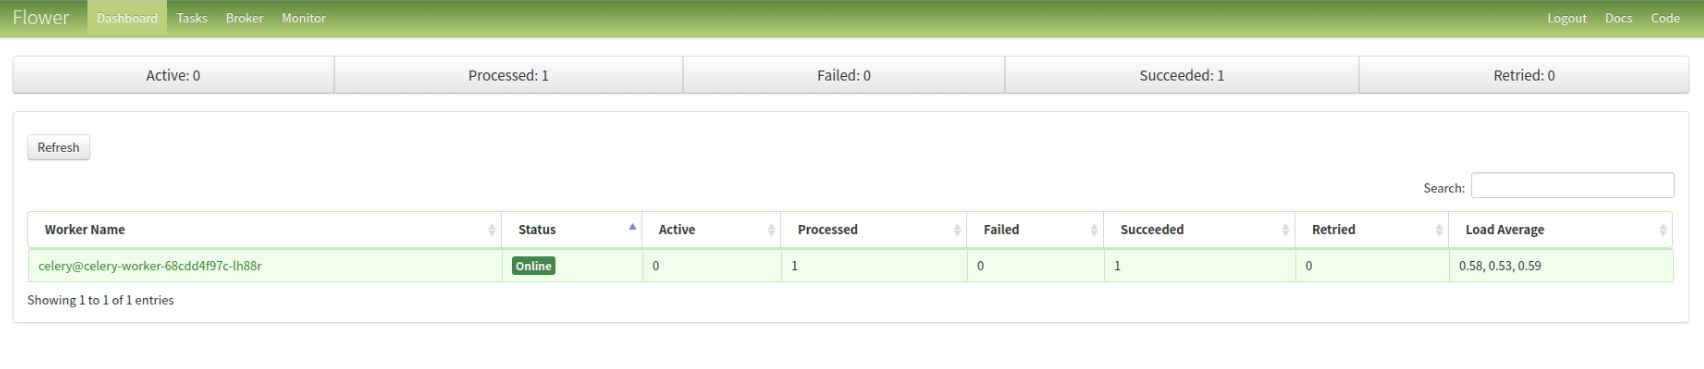 Flower Dashboard Tasks Broker Monitor Logout Docs Code
Active: 0 Processed: 1 Failed: 0 Succeeded: 1 Retried: 0
Refresh
Search:
Worker Name Status Active Processed Failed Succeeded Retried Load Average
celery@celery-worker-68cdd4f97c-lh88r Online 0 1 0 1 0 0.58, 0.53, 0.59
Showing 1 to 1 of 1 entries